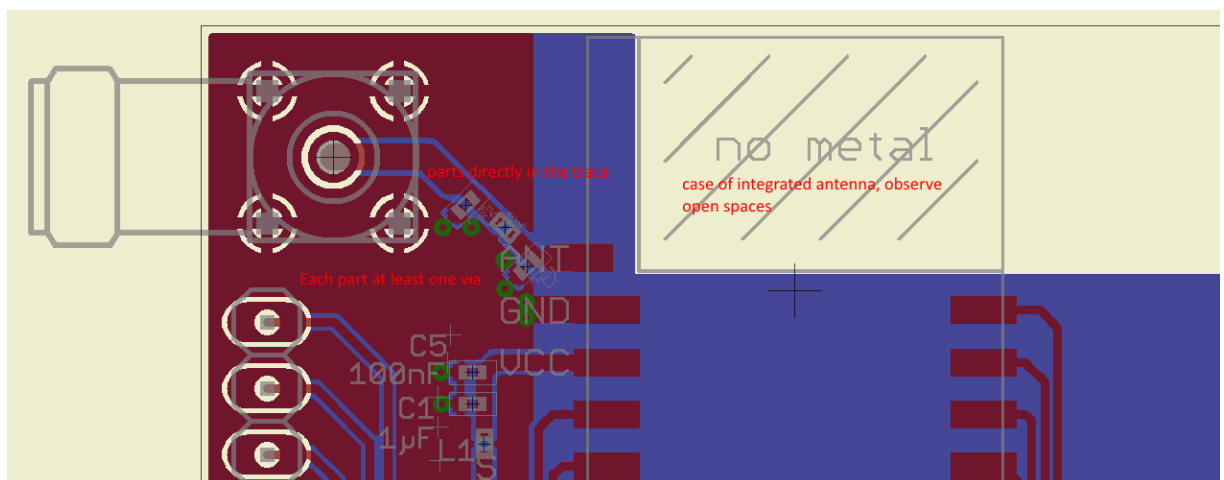 no metal
parts directly in the trace
case of integrated antenna, observe
open spaces
ANT
Each part at least one via
GND
C5
VCC
100nF
C1
1µF
L1